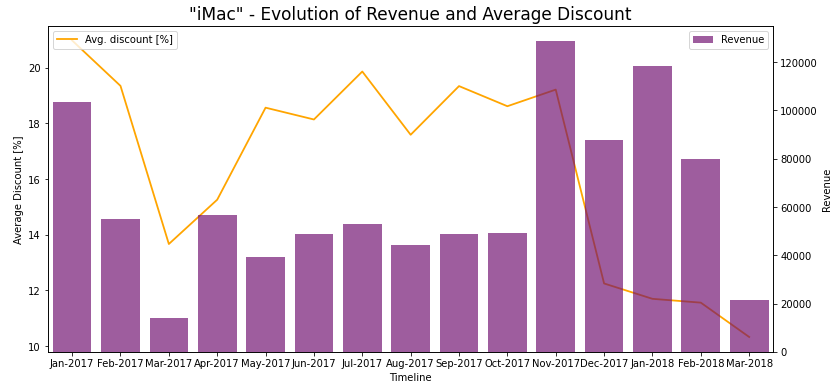 "iMac" - Evolution of Revenue and Average Discount
Avg. discount [%]
Revenue
20
18
16
14
12
10
Average Discount [%]
120000
100000
80000
60000
40000
20000
0
Revenue
Jan-2017 Feb-2017 Mar-2017 Apr-2017 May-2017 Jun-2017 Jul-2017 Aug-2017 Sep-2017 Oct-2017 Nov-2017 Dec-2017 Jan-2018 Feb-2018 Mar-2018
Timeline